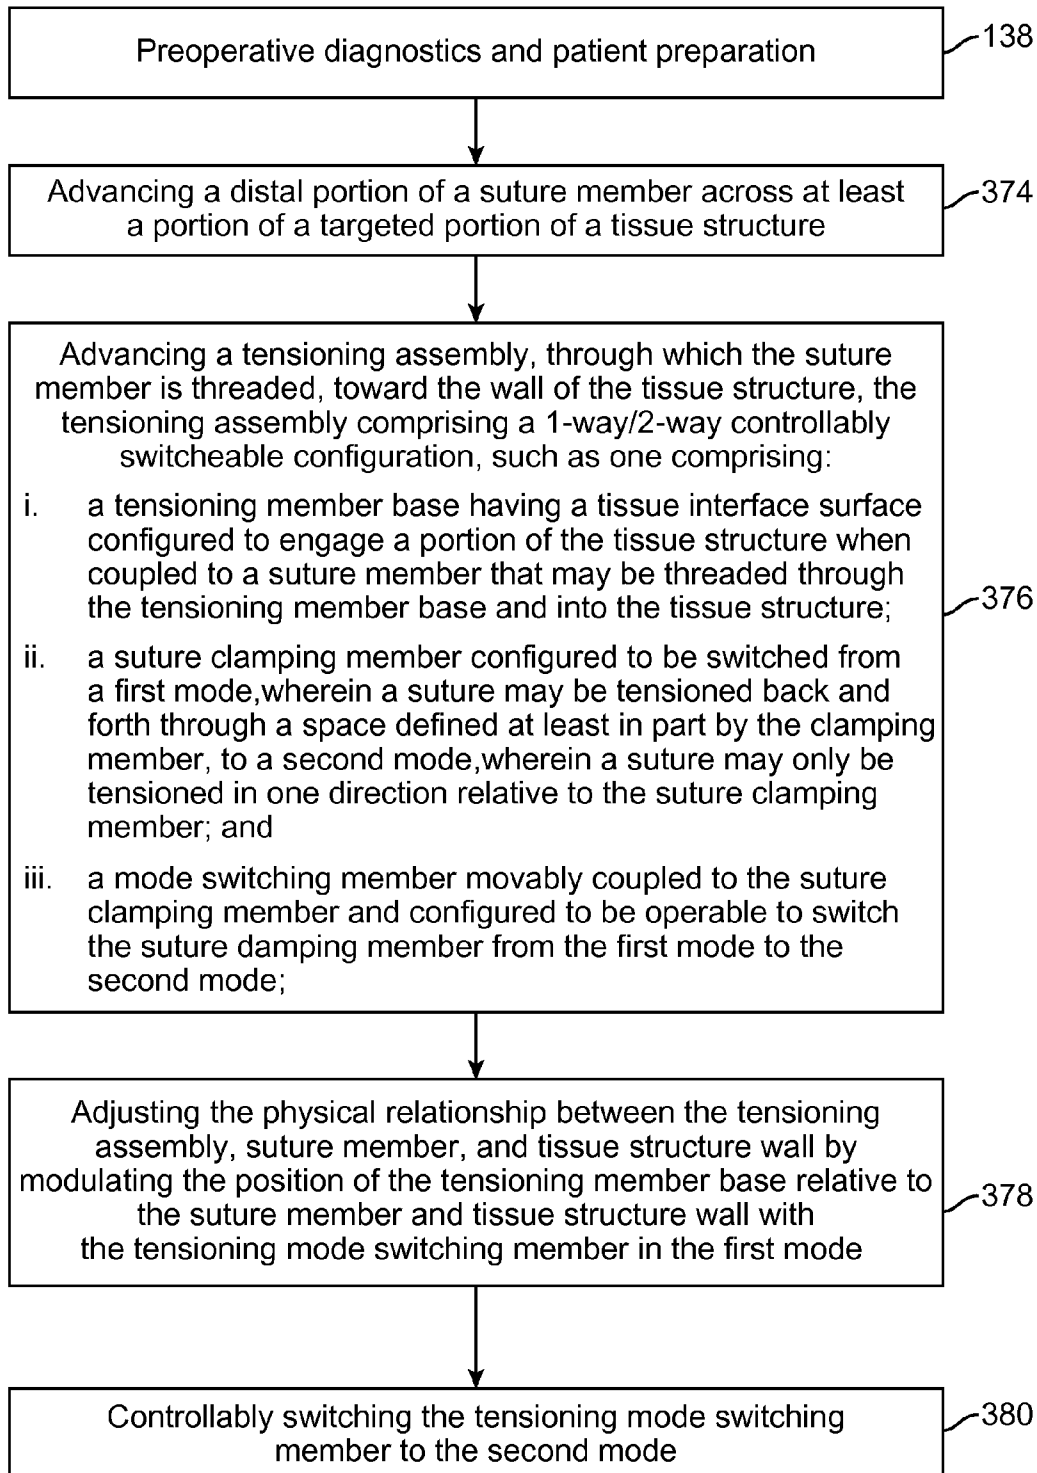 Preoperative diagnostics and patient preparation
138
Advancing a distal portion of a suture member across at least
a portion of a targeted portion of a tissue structure
374
Advancing a tensioning assembly, through which the suture
member is threaded, toward the wall of the tissue structure, the
tensioning assembly comprising a 1-way/2-way controllably
switcheable configuration, such as one comprising:
i. a tensioning member base having a tissue interface surface
configured to engage a portion of the tissue structure when
coupled to a suture member that may be threaded through
the tensioning member base and into the tissue structure;
376
ii. a suture clamping member configured to be switched from
a first mode,wherein a suture may be tensioned back and
forth through a space defined at least in part by the clamping
member, to a second mode,wherein a suture may only be
tensioned in one direction relative to the suture clamping
member; and
iii. a mode switching member movably coupled to the suture
clamping member and configured to be operable to switch
the suture damping member from the first mode to the
second mode;
Adjusting the physical relationship between the tensioning
assembly, suture member, and tissue structure wall by
modulating the position of the tensioning member base relative to
the suture member and tissue structure wall with
the tensioning mode switching member in the first mode
378
Controllably switching the tensioning mode switching
member to the second mode
380